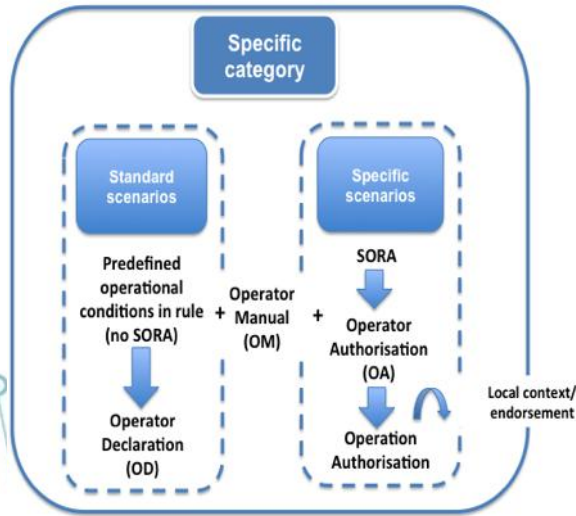 Specific
category
Standard
scenarios
Predefined
operational
conditions in rule
(no SORA)
Operator
Declaration
(OD)
+ Operator +
Manual
(OM)
Specific
scenarios
SORA
Operator
Authorisation
(OA)
Operation
Authorisation
Local context/
endorsement